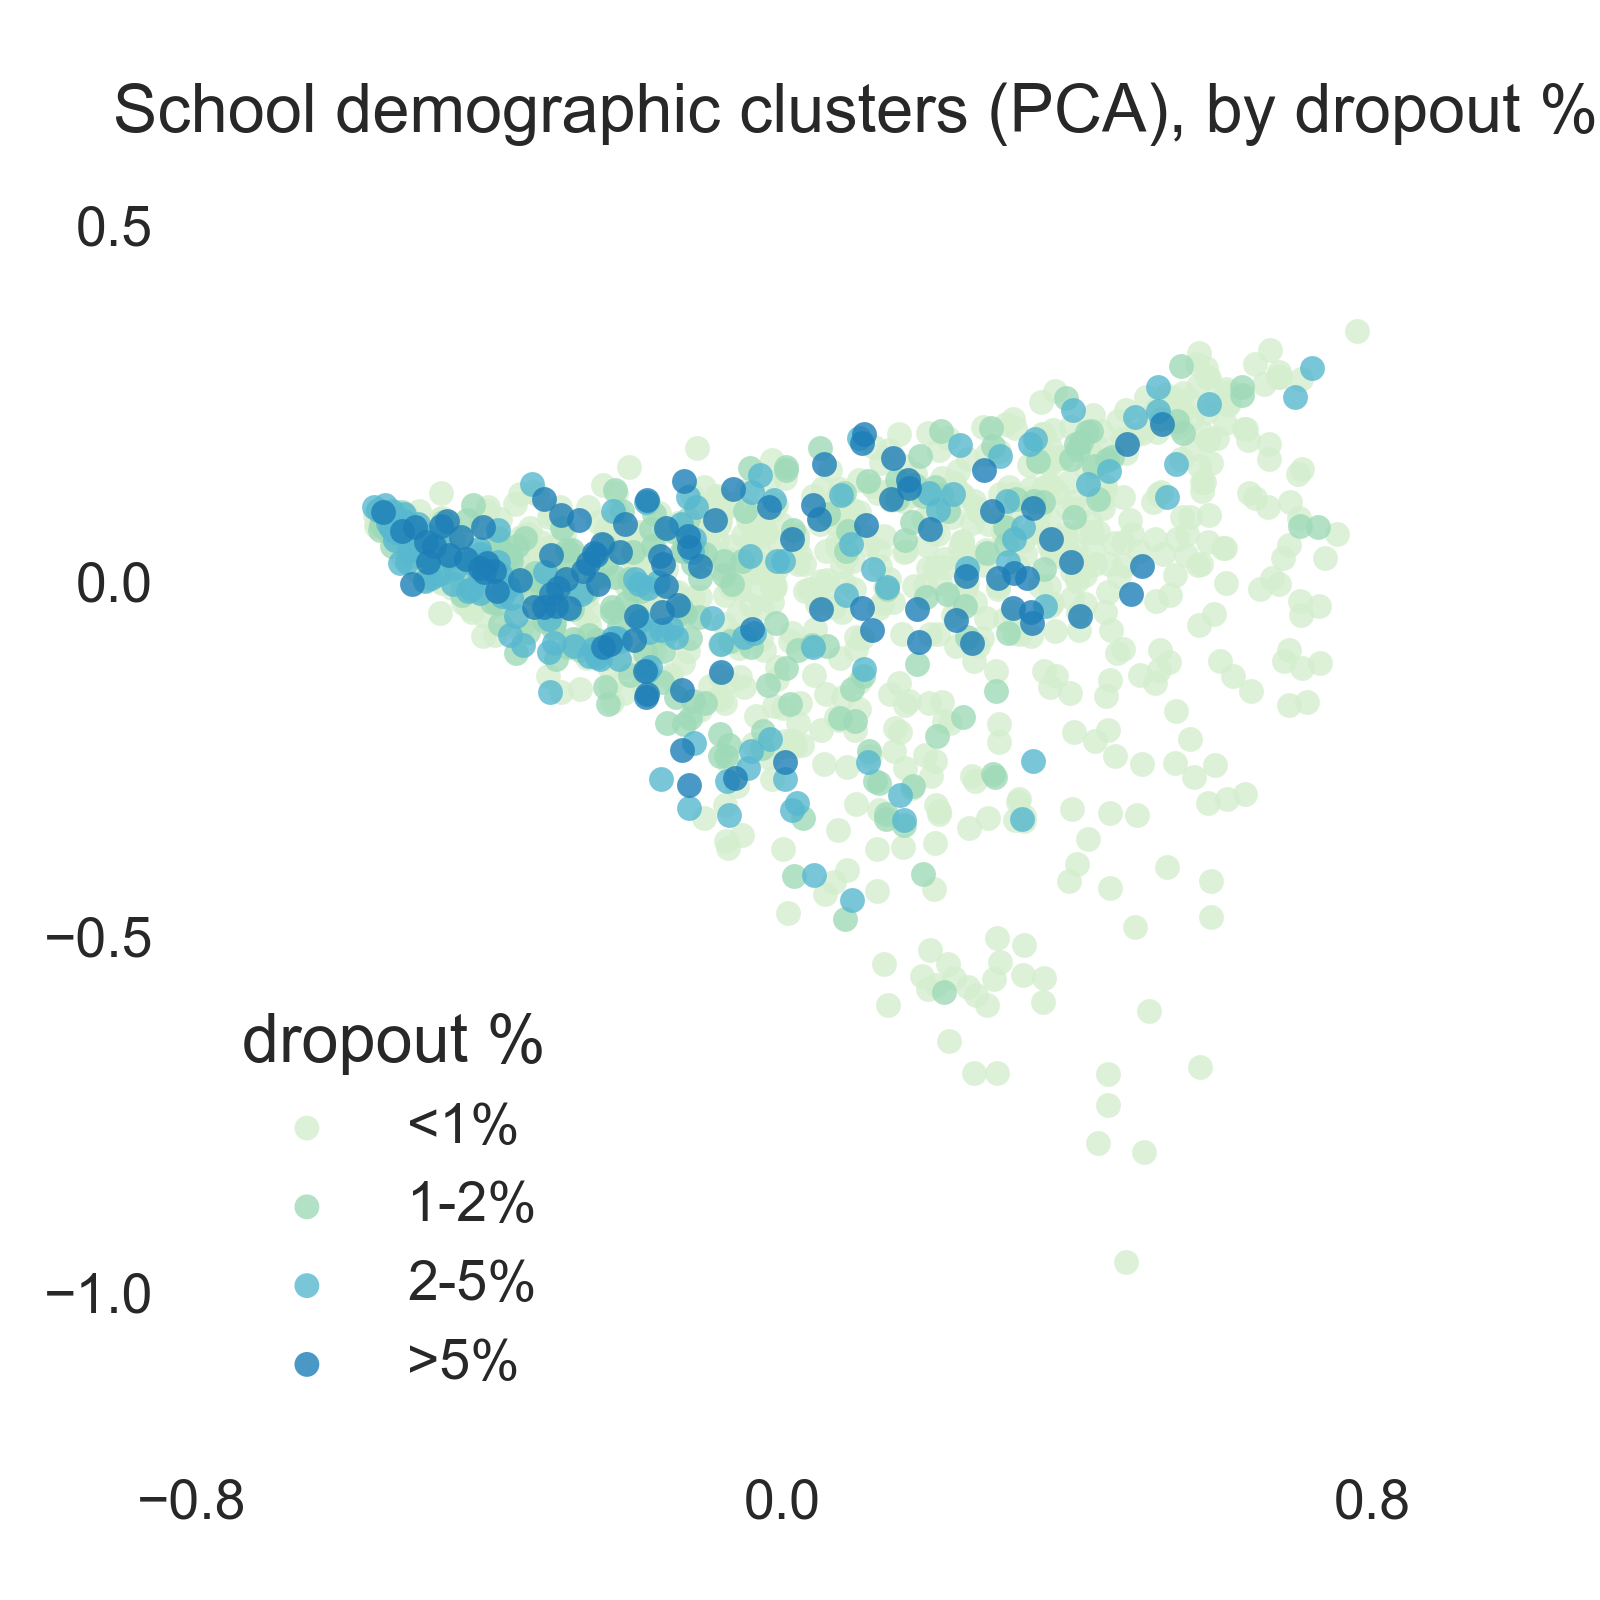 School demographic clusters (PCA), by dropout %
0.5
0.0
−0.5
−1.0
dropout %
<1%
1-2%
2-5%
>5%
−0.8 0.0 0.8